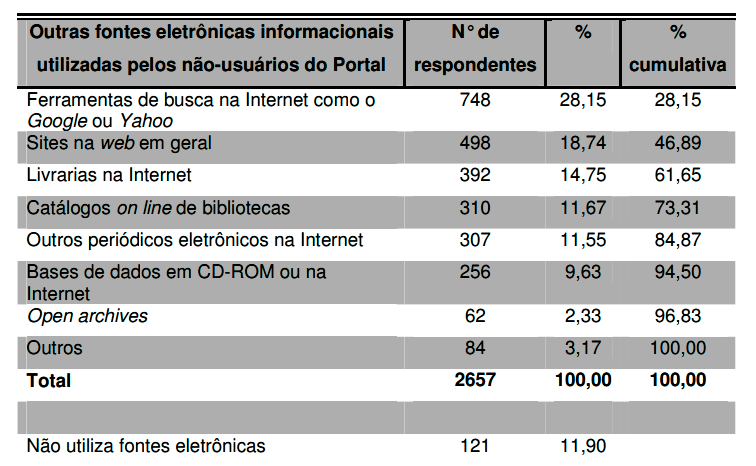 Outras fontes eletrônicas informacionais utilizadas pelos não-usuários do Portal N° de respondentes % % cumulativa
Ferramentas de busca na Internet como o Google ou Yahoo 748 28,15 28,15
Sites na web em geral 498 18,74 46,89
Livrarias na Internet 392 14,75 61,65
Catálogos on line de bibliotecas 310 11,67 73,31
Outros periódicos eletrônicos na Internet 307 11,55 84,87
Bases de dados em CD-ROM ou na Internet 256 9,63 94,50
Open archives 62 2,33 96,83
Outros 84 3,17 100,00
Total 2657 100,00 100,00
Não utiliza fontes eletrônicas 121 11,90